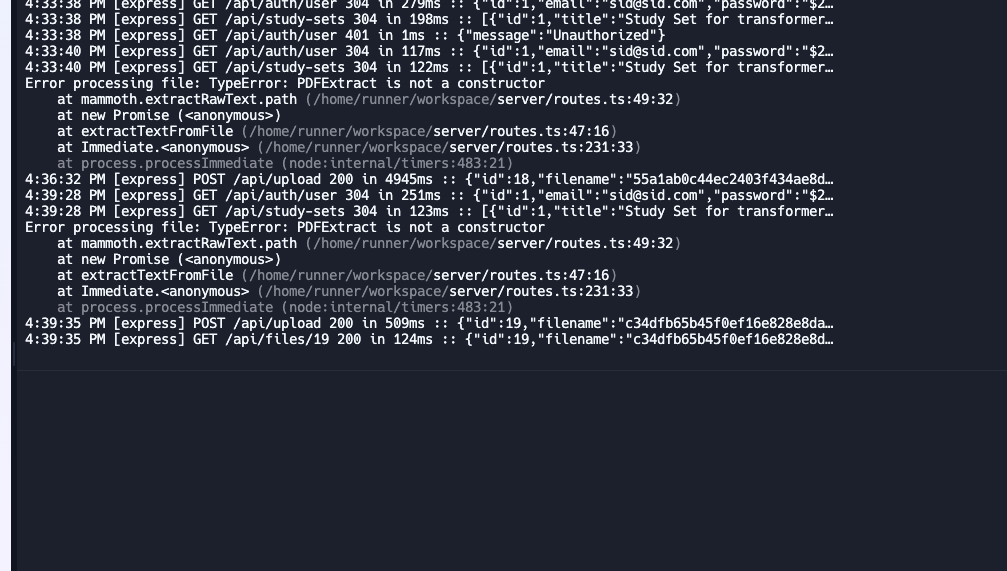 4:33:38 PM [express] GET /api/auth/user 304 in 279ms :: {"id":1,"email":"sid@sid.com","password":"$2…
4:33:38 PM [express] GET /api/study-sets 304 in 198ms :: [{"id":1,"title":"Study Set for transformer…
4:33:38 PM [express] GET /api/auth/user 401 in 1ms :: {"message":"Unauthorized"}
4:33:40 PM [express] GET /api/auth/user 304 in 117ms :: {"id":1,"email":"sid@sid.com","password":"$2…
4:33:40 PM [express] GET /api/study-sets 304 in 122ms :: [{"id":1,"title":"Study Set for transformer…
Error processing file: TypeError: PDFExtract is not a constructor
    at mammoth.extractRawText.path (/home/runner/workspace/server/routes.ts:49:32)
    at new Promise (<anonymous>)
    at extractTextFromFile (/home/runner/workspace/server/routes.ts:47:16)
    at Immediate.<anonymous> (/home/runner/workspace/server/routes.ts:231:33)
    at process.processImmediate (node:internal/timers:483:21)
4:36:32 PM [express] POST /api/upload 200 in 4945ms :: {"id":18,"filename":"55a1ab0c44ec2403f434ae8d…
4:39:28 PM [express] GET /api/auth/user 304 in 251ms :: {"id":1,"email":"sid@sid.com","password":"$2…
4:39:28 PM [express] GET /api/study-sets 304 in 123ms :: [{"id":1,"title":"Study Set for transformer…
Error processing file: TypeError: PDFExtract is not a constructor
    at mammoth.extractRawText.path (/home/runner/workspace/server/routes.ts:49:32)
    at new Promise (<anonymous>)
    at extractTextFromFile (/home/runner/workspace/server/routes.ts:47:16)
    at Immediate.<anonymous> (/home/runner/workspace/server/routes.ts:231:33)
    at process.processImmediate (node:internal/timers:483:21)
4:39:35 PM [express] POST /api/upload 200 in 509ms :: {"id":19,"filename":"c34dfb65b45f0ef16e828e8da…
4:39:35 PM [express] GET /api/files/19 200 in 124ms :: {"id":19,"filename":"c34dfb65b45f0ef16e828e8d…